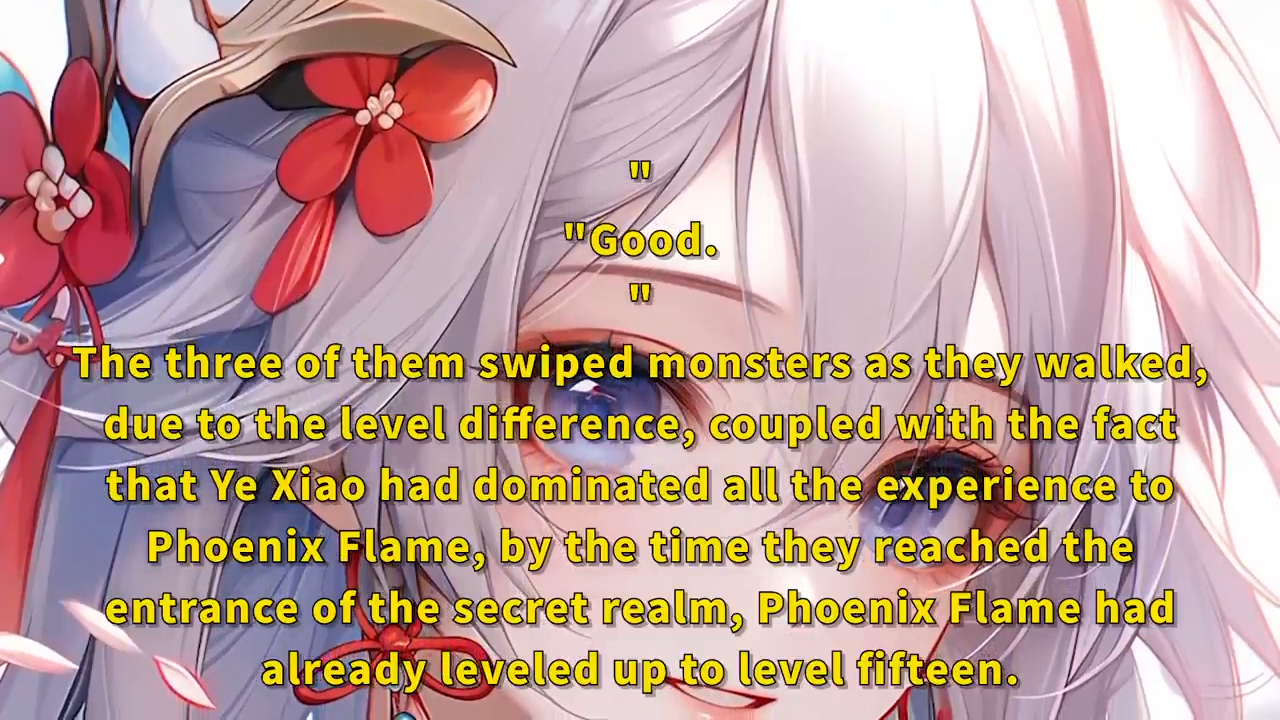 "
"Good.
"
The three of them swiped monsters as they walked,
due to the level difference, coupled with the fact
that Ye Xiao had dominated all the experience to
Phoenix Flame, by the time they reached the
entrance of the secret realm, Phoenix Flame had
already leveled up to level fifteen.